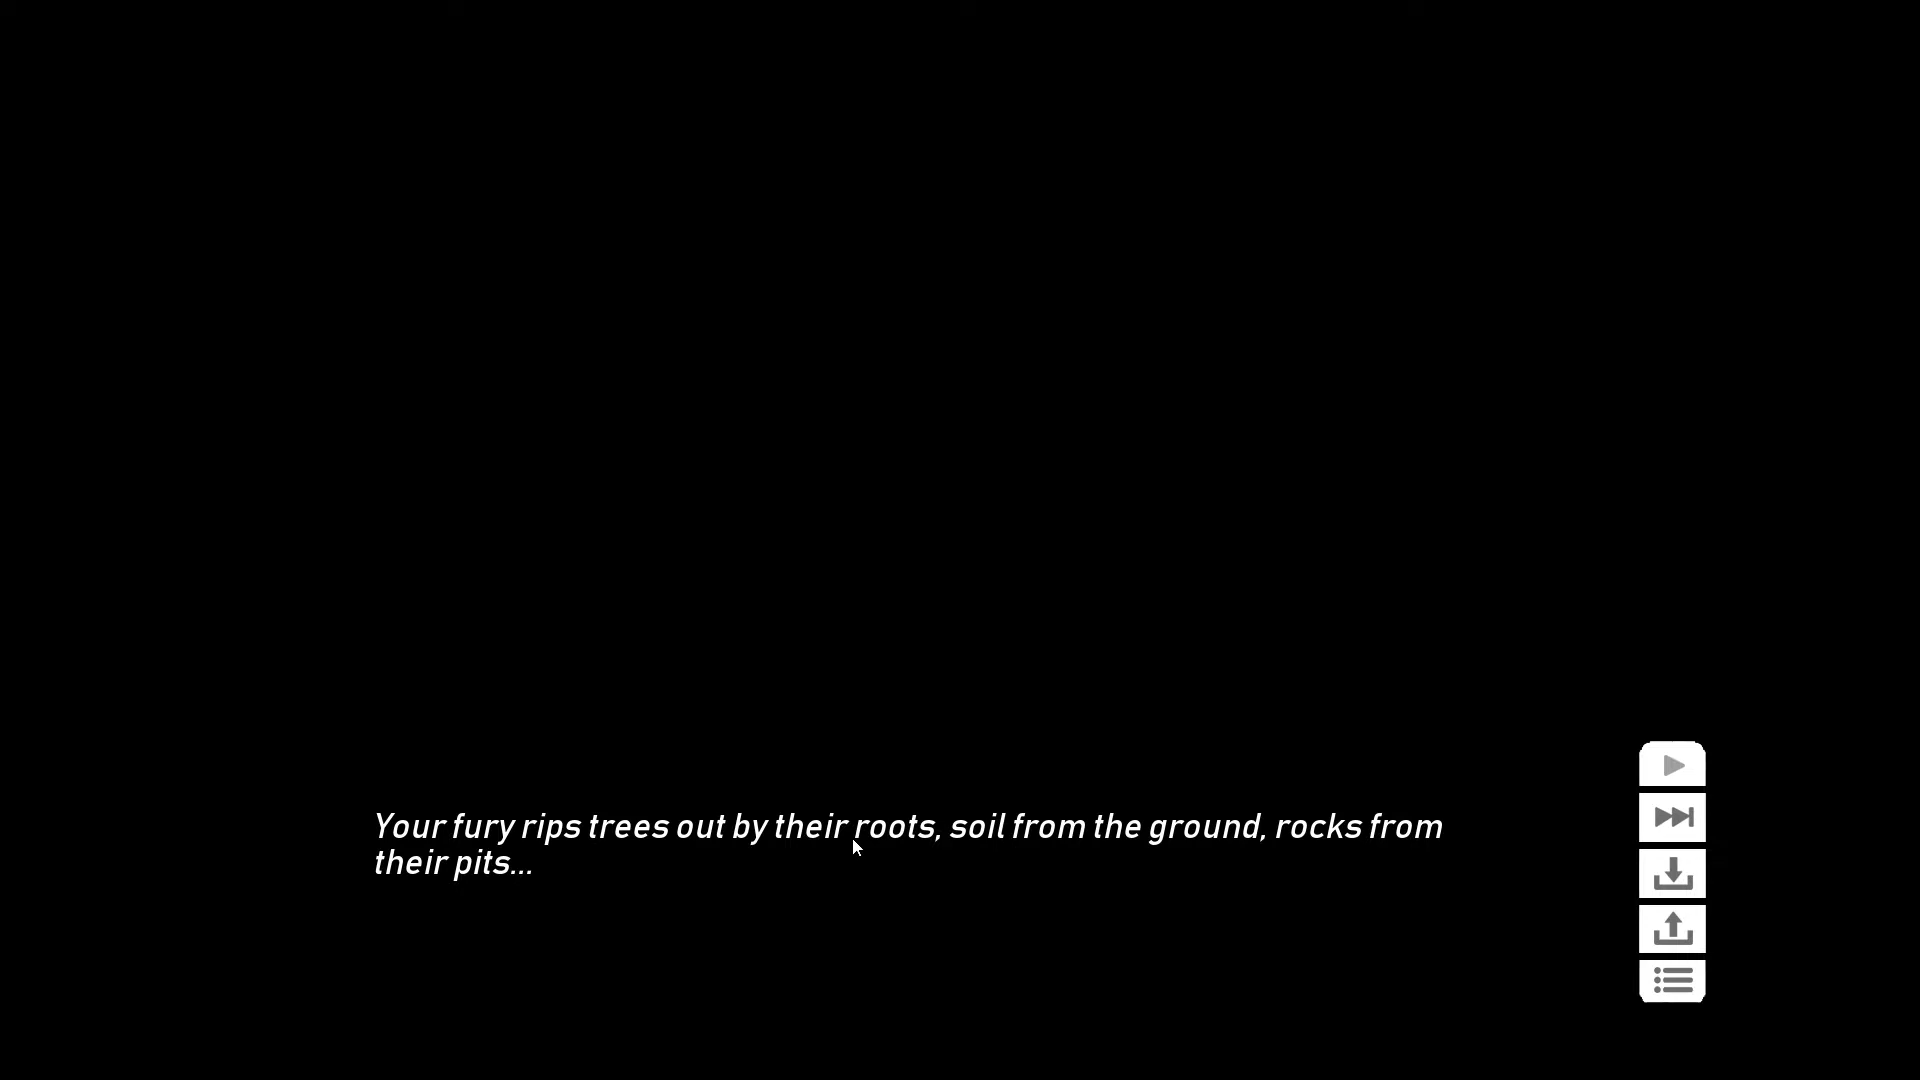 Your fury rips trees out by their roots, soil from the ground, rocks from
their pits...